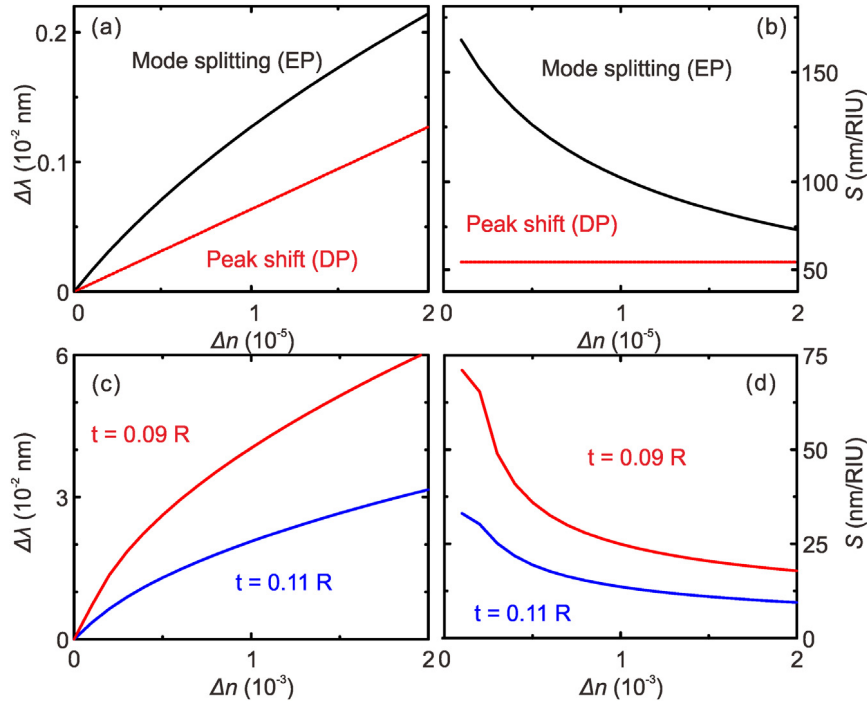 (a)
Mode splitting (EP)
Peak shift (DP)
0.2
0.1
0
Δλ (10⁻² nm)
0 1 2
Δn (10⁻⁵)
(b)
Mode splitting (EP)
Peak shift (DP)
150
100
50
S (nm/RIU)
0 1 2
Δn (10⁻⁵)
(c)
t = 0.09 R
t = 0.11 R
6
3
0
Δλ (10⁻² nm)
0 1 2
Δn (10⁻³)
(d)
t = 0.09 R
t = 0.11 R
75
50
25
0
S (nm/RIU)
0 1 2
Δn (10⁻³)